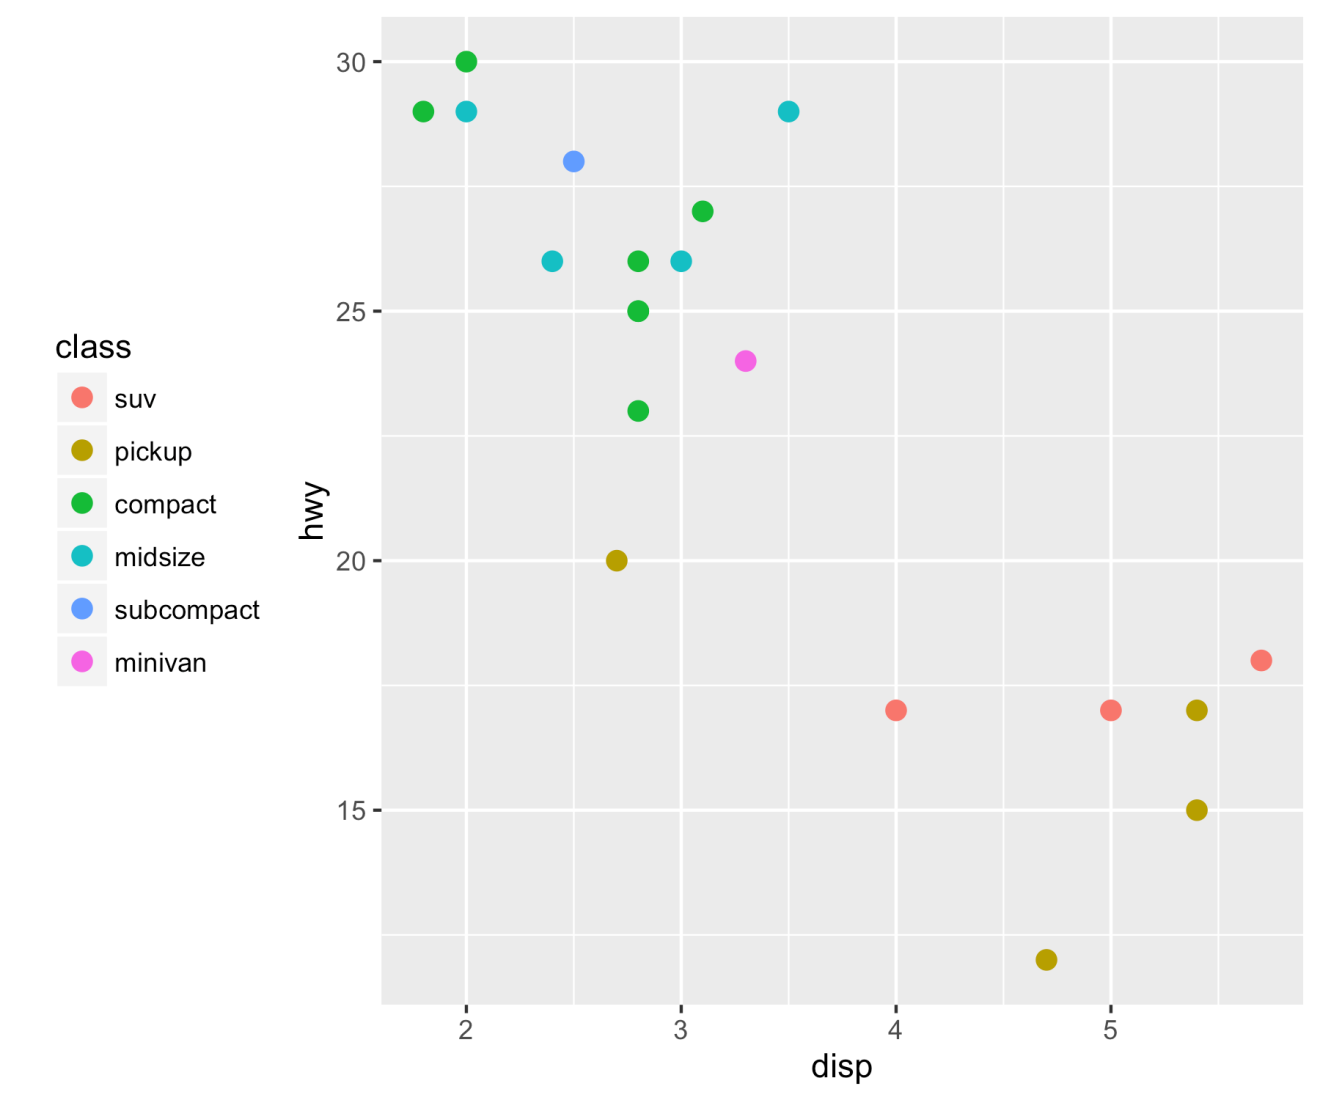 class
suv
pickup
compact
midsize
subcompact
minivan
hwy
30
25
20
15
2 3 4 5
disp